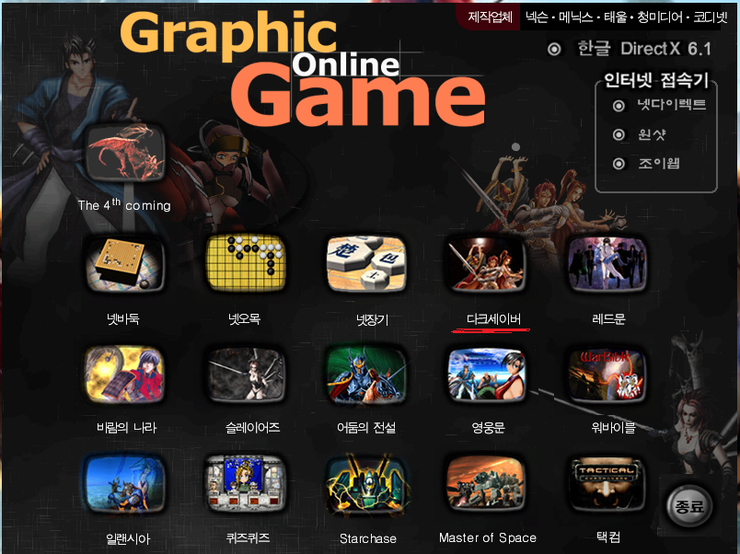 Graphic
Online
Game
제작업체 넥슨 · 메닉스 · 태울 · 청미디어 · 코디넷
한글 DirectX 6.1
인터넷 접속기
넷다이렉트
원샷
조이웹
The 4th coming
넷바둑 넷오목 넷장기 다크세이버 레드문
바람의 나라 슬레이어즈 어둠의 전설 영웅문 워바이블
일랜시아 퀴즈퀴즈 Starchase Master of Space 택컴
TACTICAL
종료